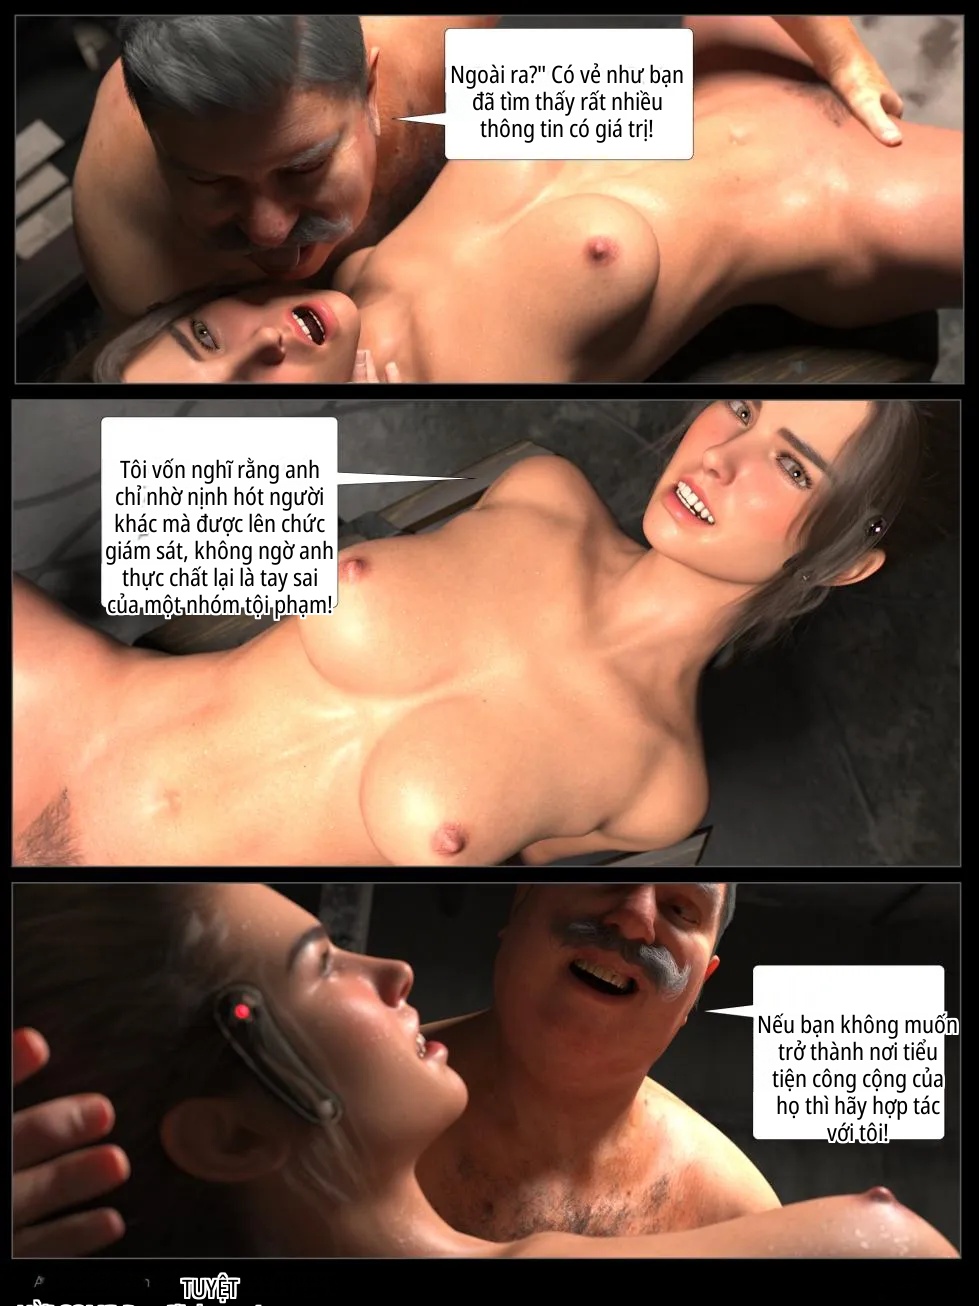 Ngoài ra?" Có vẻ như bạn
đã tìm thấy rất nhiều
thông tin có giá trị!
Tôi vốn nghĩ rằng anh
chỉ nhờ nịnh hót người
khác mà được lên chức
giám sát, không ngờ anh
thực chất lại là tay sai
của một nhóm tội phạm!
Nếu bạn không muốn
trở thành nơi tiểu
tiện công cộng của
họ thì hãy hợp tác
với tôi!
TUYỆT